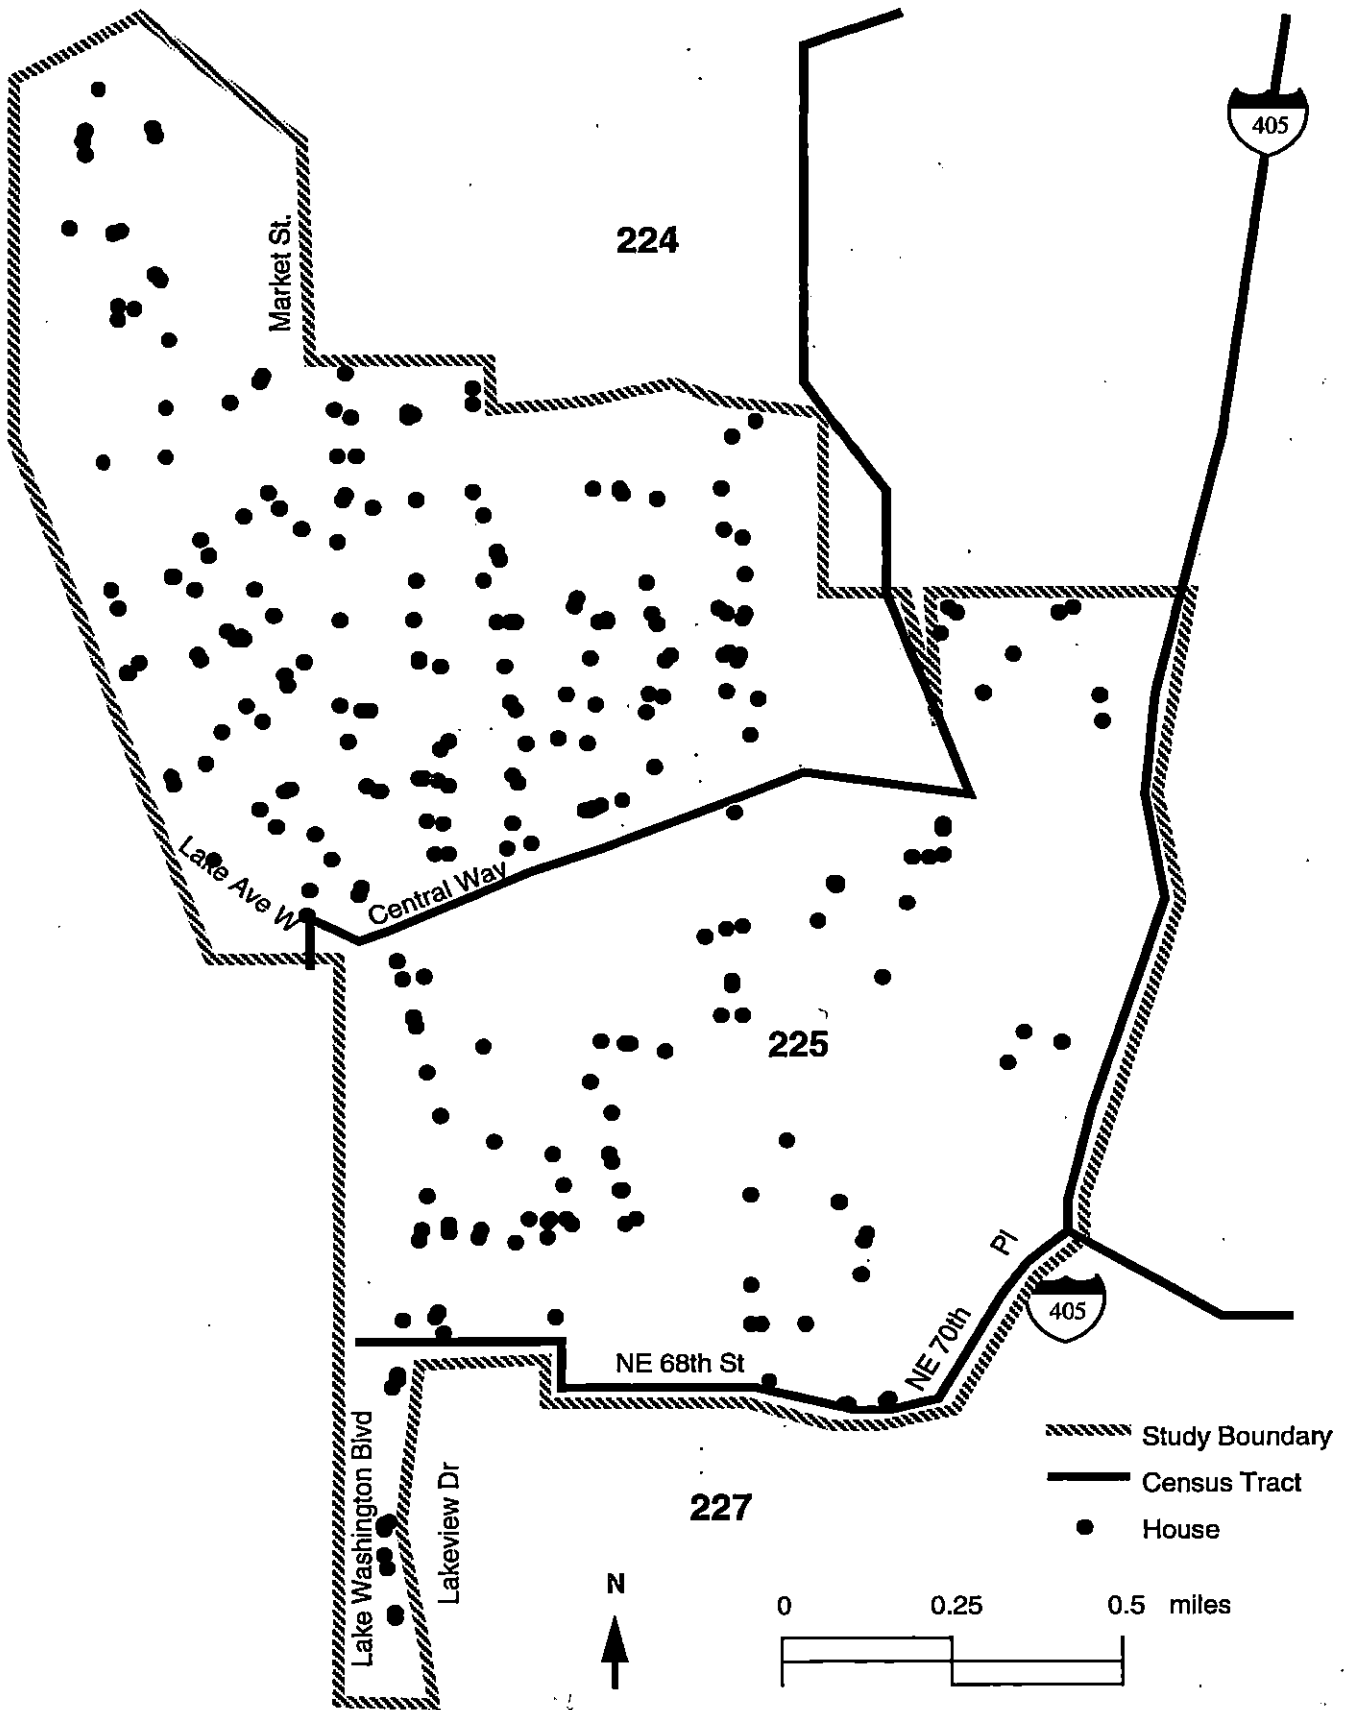 405
224
Market St.
Lake Ave W
Central Way
225
Pl
405
NE 70th
NE 68th St
Lake Washington Blvd
Lakeview Dr
227
Study Boundary
Census Tract
House
N
0 0.25 0.5 miles